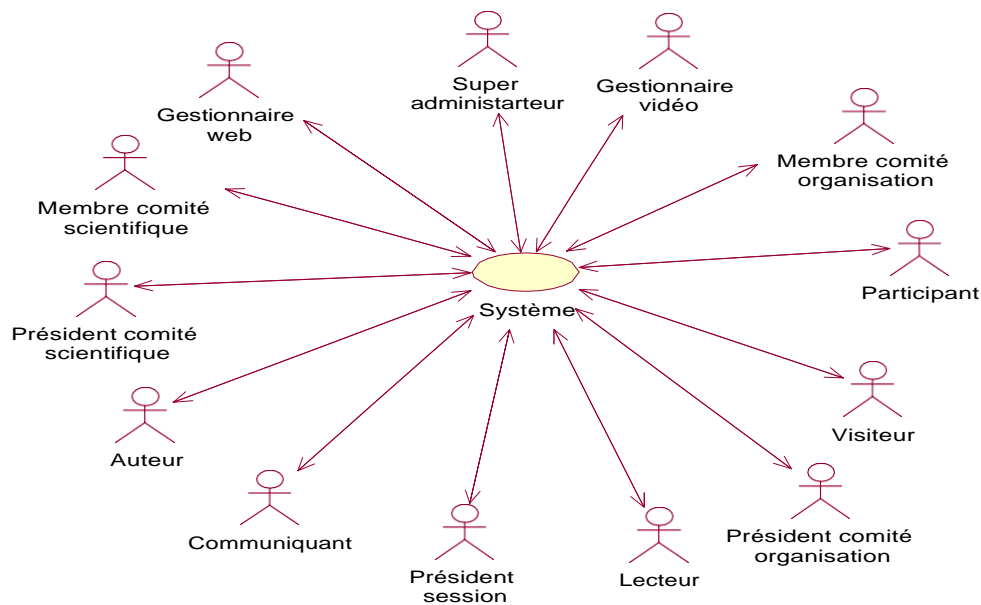 Super
administarteur
Gestionnaire
vidéo
Gestionnaire
web
Membre comité
organisation
Membre comité
scientifique
Participant
Système
Président comité
scientifique
Visiteur
Auteur
Président comité
organisation
Communiquant
Président
session
Lecteur